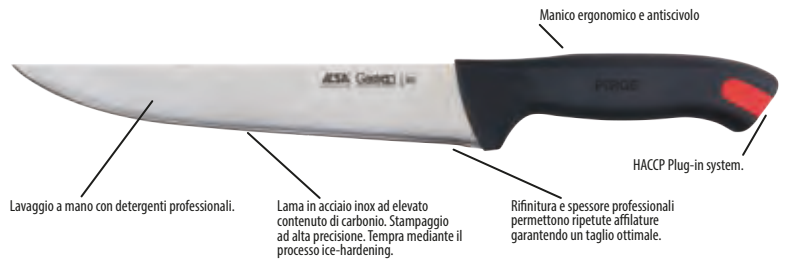 Manico ergonomico e antiscivolo
HACCP Plug-in system.
Lavaggio a mano con detergenti professionali.
Lama in acciaio inox ad elevato
contenuto di carbonio. Stampaggio
ad alta precisione. Tempra mediante il
processo ice-hardening.
Rifinitura e spessore professionali
permettono ripetute affilature
garantendo un taglio ottimale.